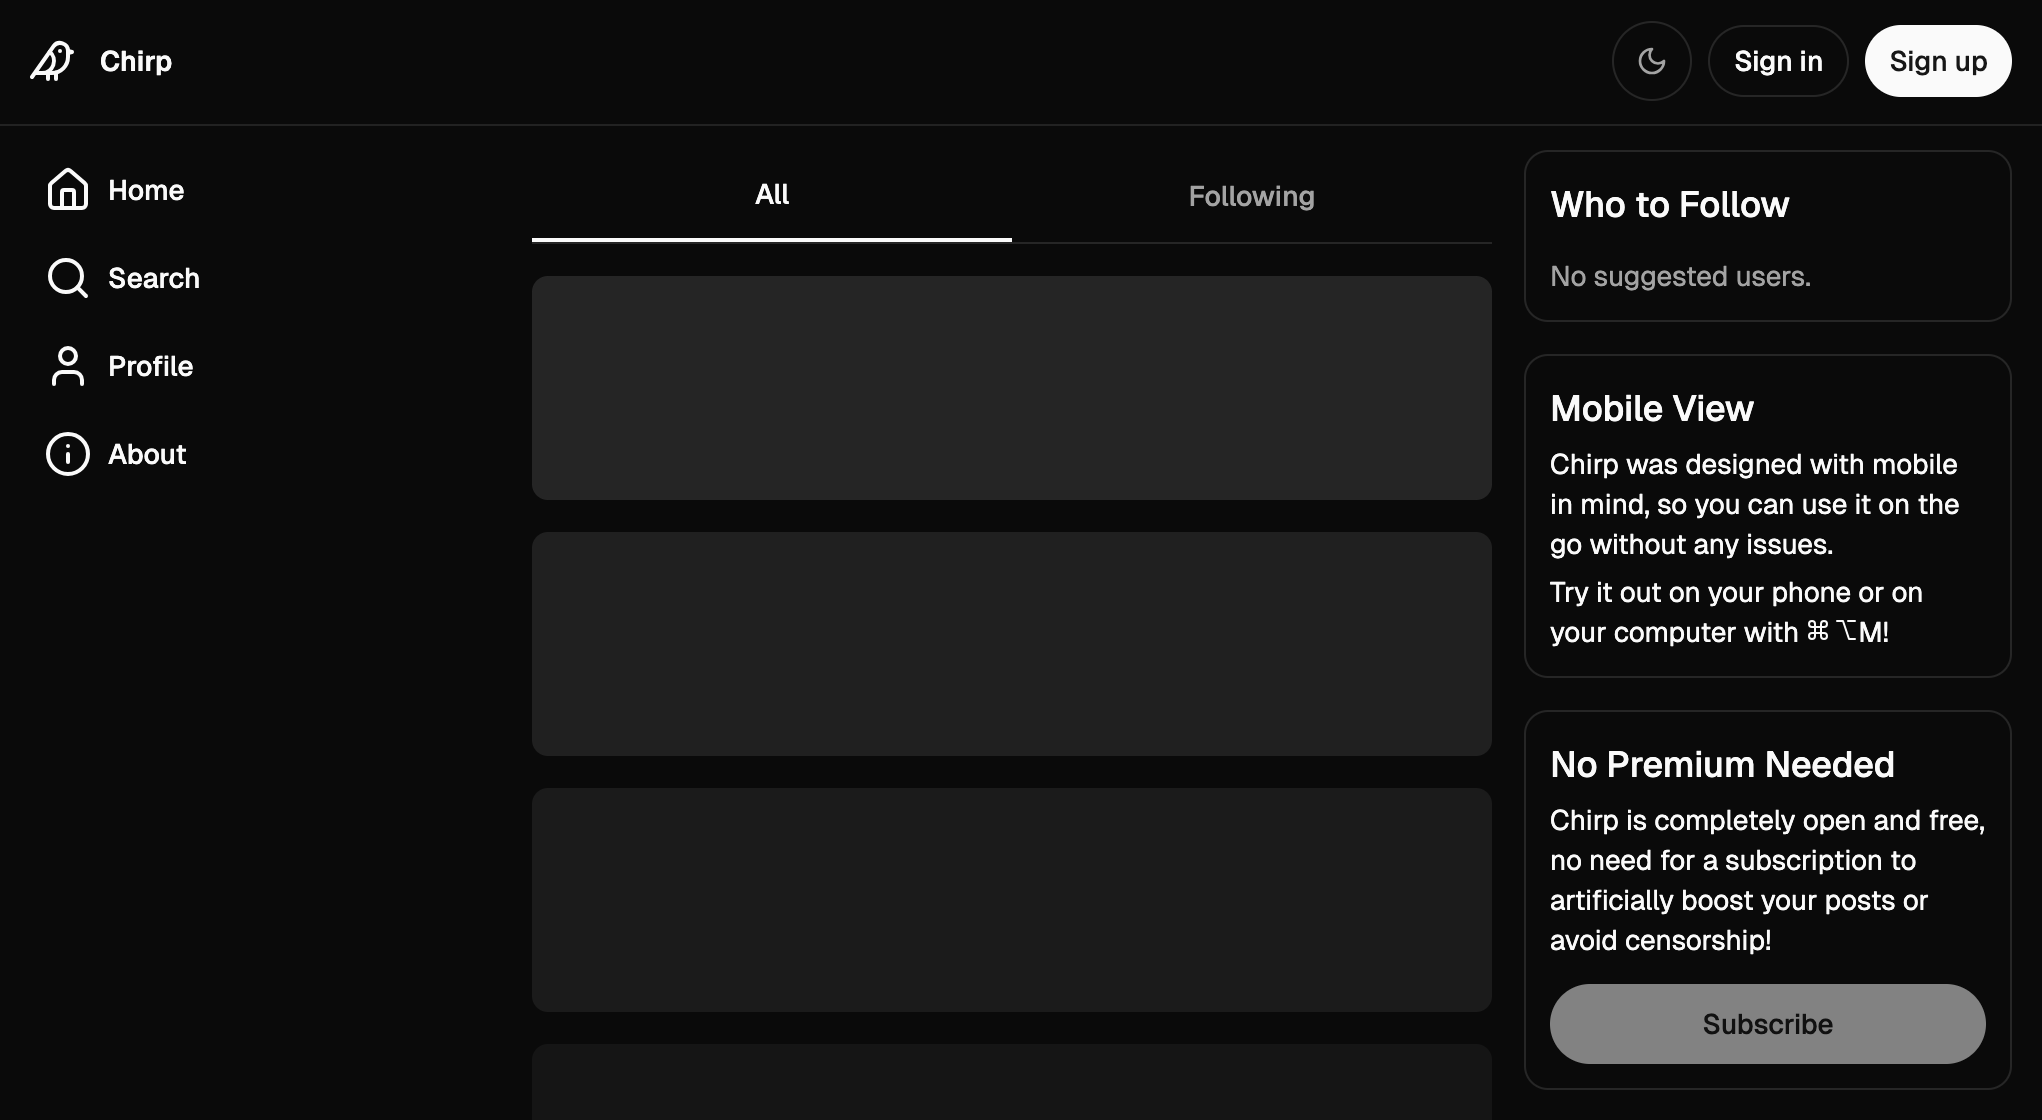 Chirp
Sign in
Sign up
Home
Search
Profile
About
All
Following
Who to Follow
No suggested users.
Mobile View
Chirp was designed with mobile
in mind, so you can use it on the
go without any issues.
Try it out on your phone or on
your computer with ⌘⌥M!
No Premium Needed
Chirp is completely open and free,
no need for a subscription to
artificially boost your posts or
avoid censorship!
Subscribe